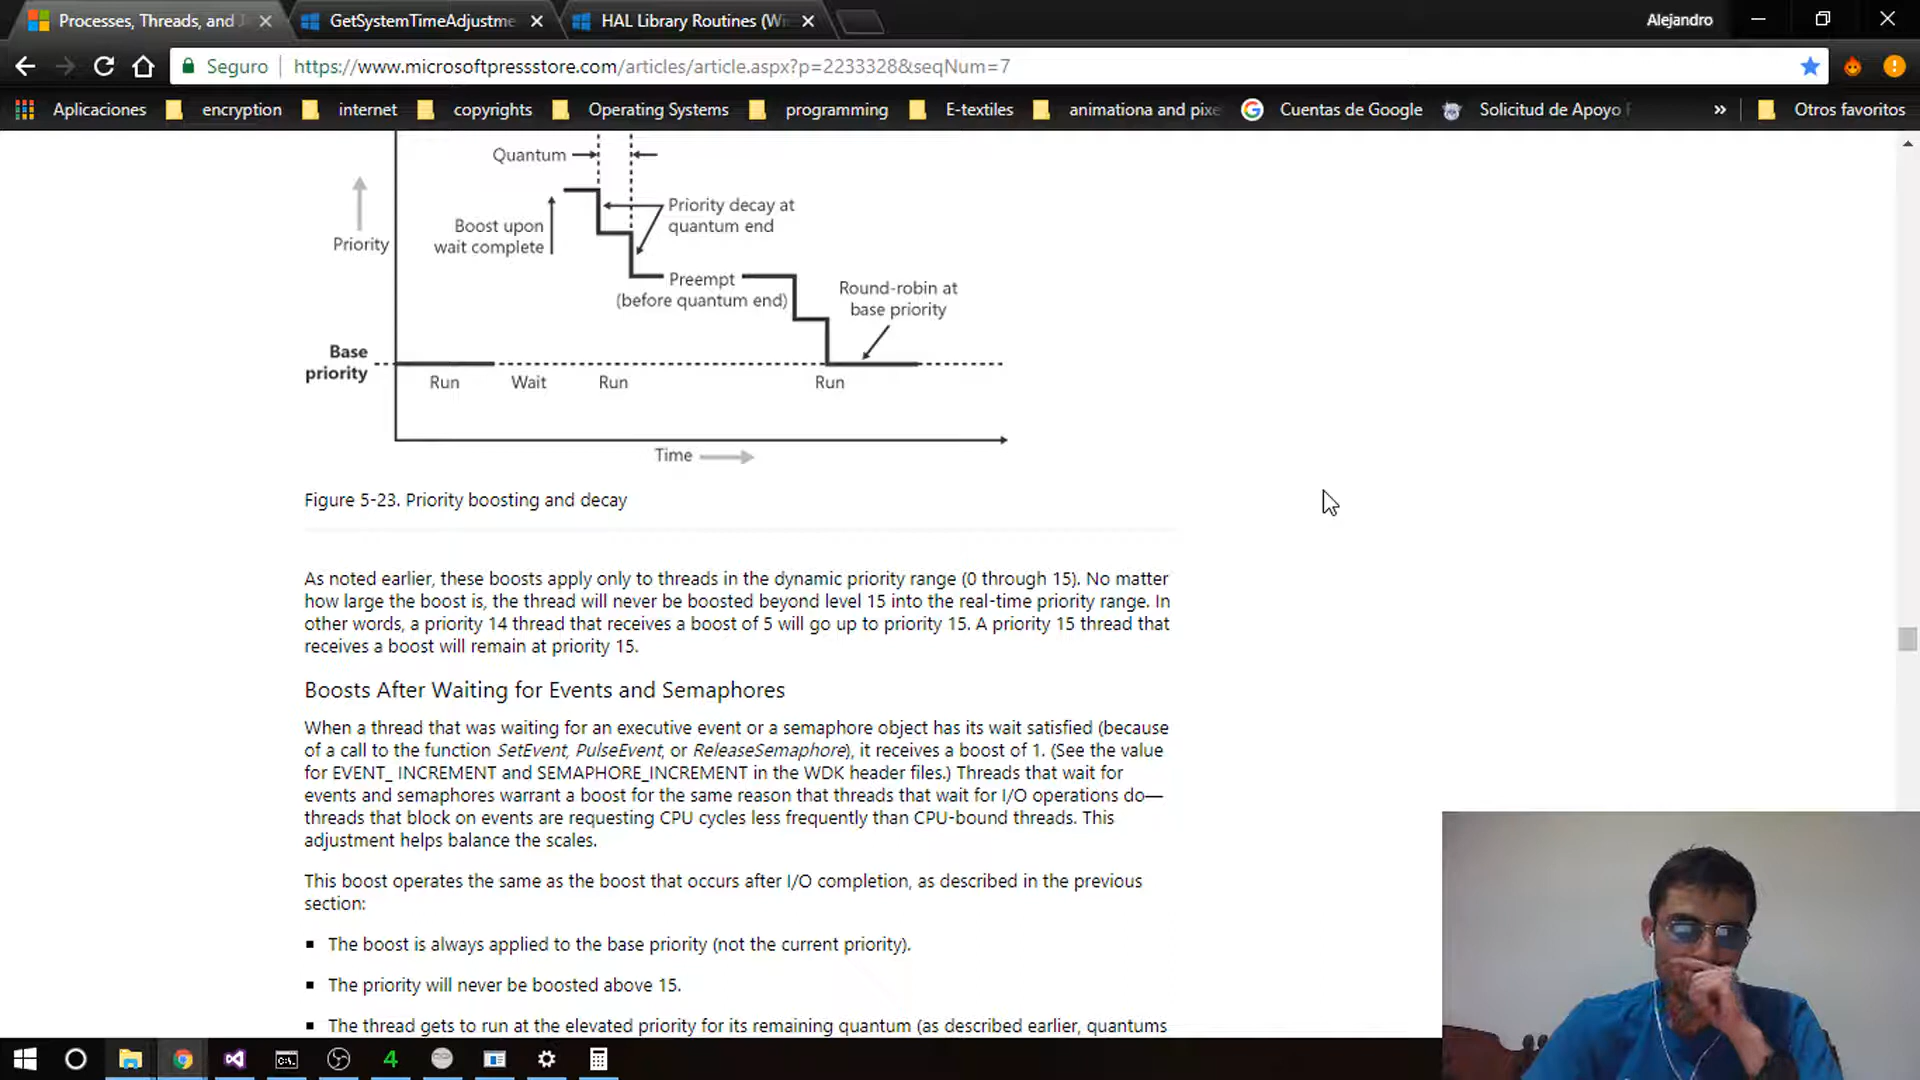 Processes, Threads, and J
GetSystemTimeAdjustme
HAL Library Routines (Wi
Alejandro
Seguro
https://www.microsoftpressstore.com/articles/article.aspx?p=2233328&seqNum=7
Aplicaciones
encryption
internet
copyrights
Operating Systems
programming
E-textiles
animationa and pixe
Cuentas de Google
Solicitud de Apoyo
»
Otros favoritos
Quantum
Priority decay at
quantum end
Boost upon
wait complete
Priority
Preempt
(before quantum end)
Round-robin at
base priority
Base
priority
Run
Wait
Run
Run
Time
Figure 5-23. Priority boosting and decay
As noted earlier, these boosts apply only to threads in the dynamic priority range (0 through 15). No matter
how large the boost is, the thread will never be boosted beyond level 15 into the real-time priority range. In
other words, a priority 14 thread that receives a boost of 5 will go up to priority 15. A priority 15 thread that
receives a boost will remain at priority 15.
Boosts After Waiting for Events and Semaphores
When a thread that was waiting for an executive event or a semaphore object has its wait satisfied (because
of a call to the function SetEvent, PulseEvent, or ReleaseSemaphore), it receives a boost of 1. (See the value
for EVENT_ INCREMENT and SEMAPHORE_INCREMENT in the WDK header files.) Threads that wait for
events and semaphores warrant a boost for the same reason that threads that wait for I/O operations do—
threads that block on events are requesting CPU cycles less frequently than CPU-bound threads. This
adjustment helps balance the scales.
This boost operates the same as the boost that occurs after I/O completion, as described in the previous
section:
The boost is always applied to the base priority (not the current priority).
The priority will never be boosted above 15.
The thread gets to run at the elevated priority for its remaining quantum (as described earlier, quantums
4